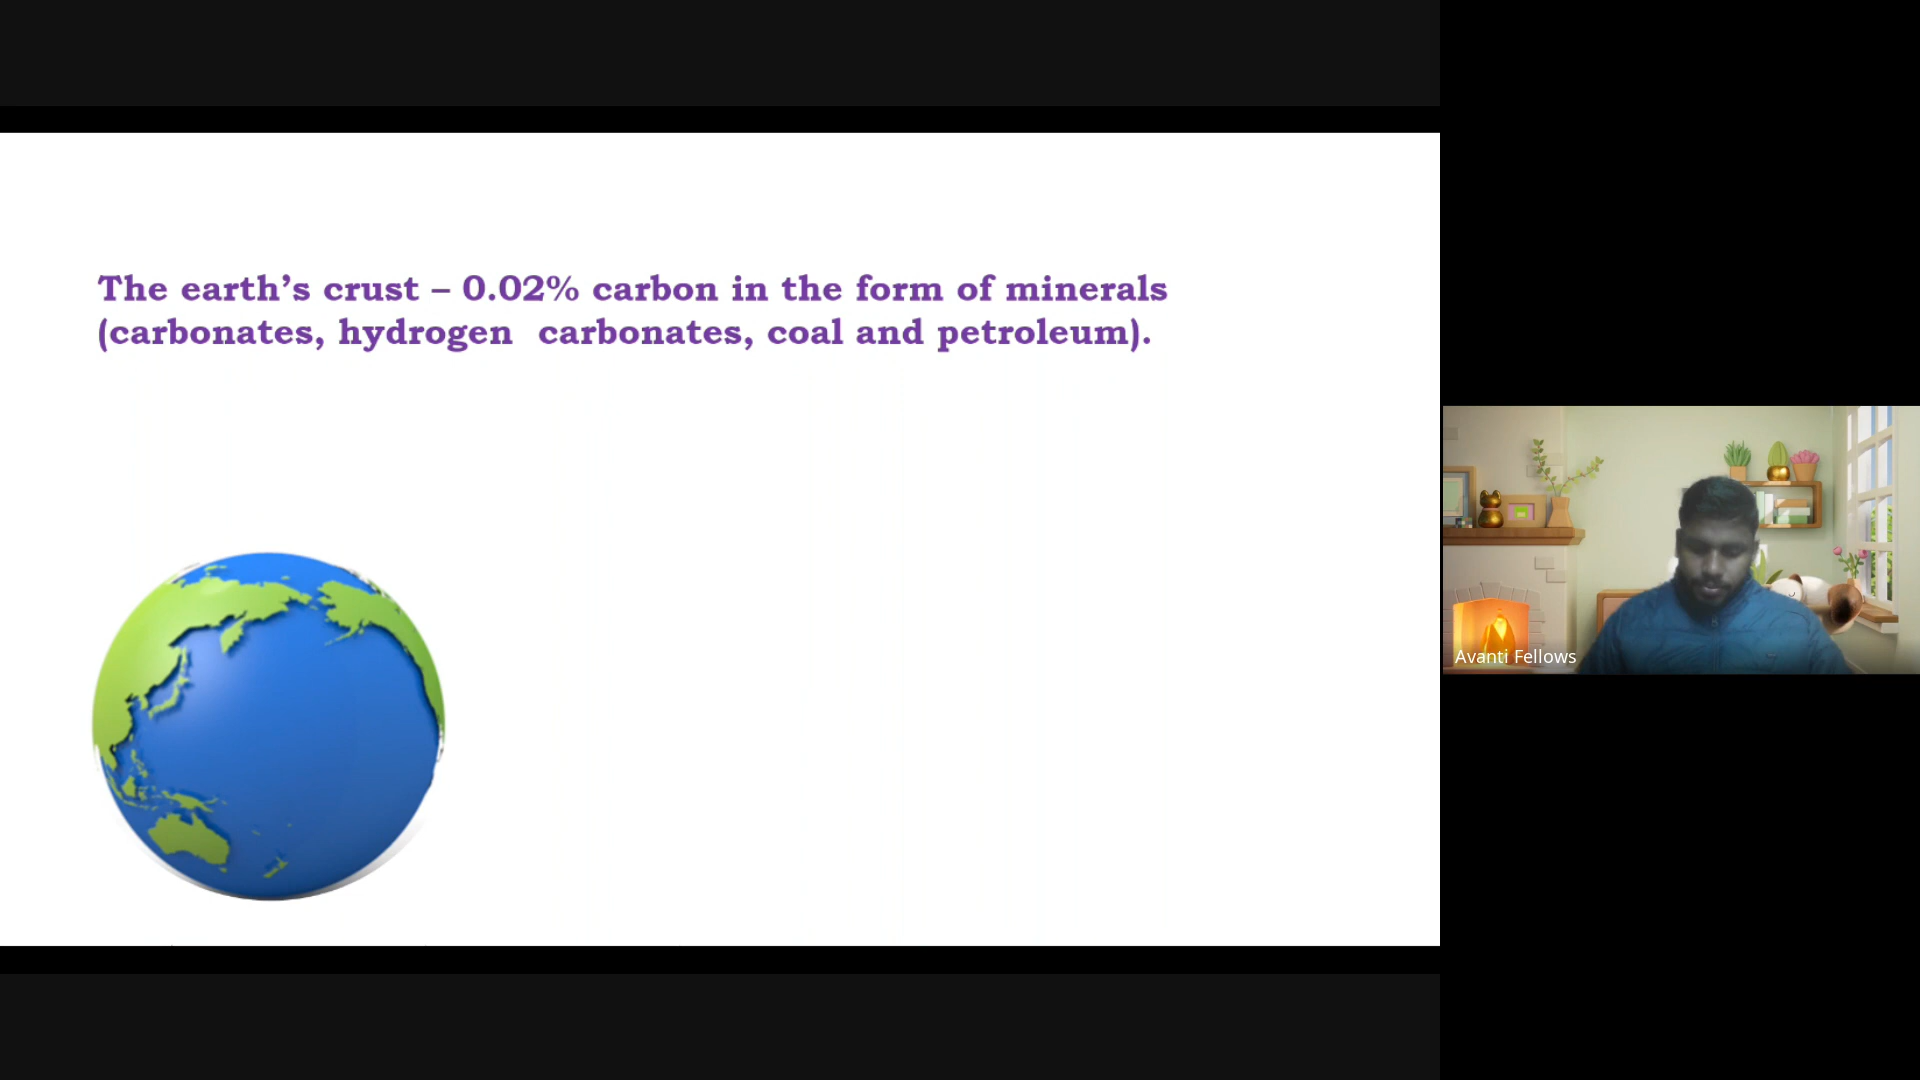 The earth’s crust – 0.02% carbon in the form of minerals
(carbonates, hydrogen  carbonates, coal and petroleum).
Avanti Fellows